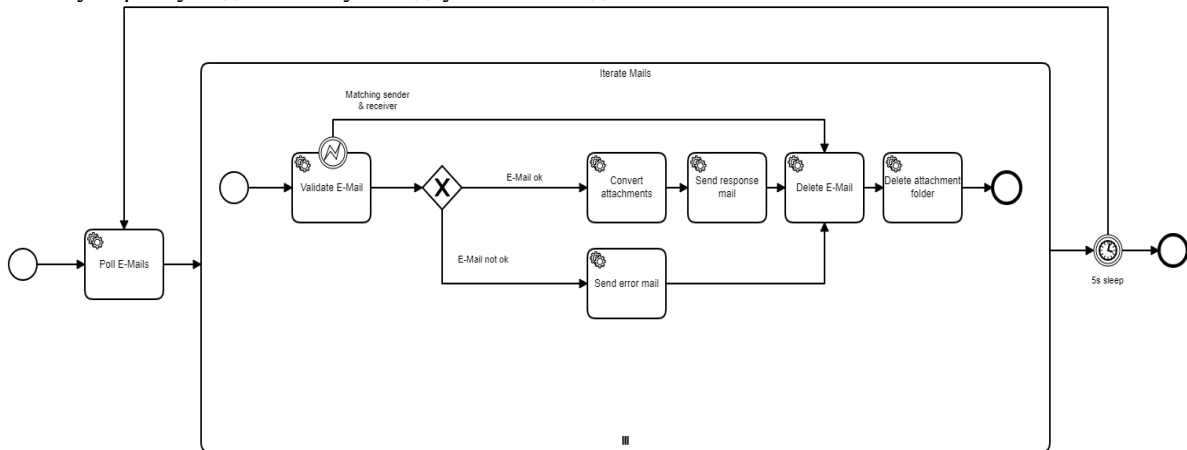 Iterate Mails
Matching sender
& receiver
Validate E-Mail
E-Mail ok
Convert
attachments
Send response
mail
Delete E-Mail
Delete attachment
folder
Poll E-Mails
E-Mail not ok
Send error mail
5s sleep